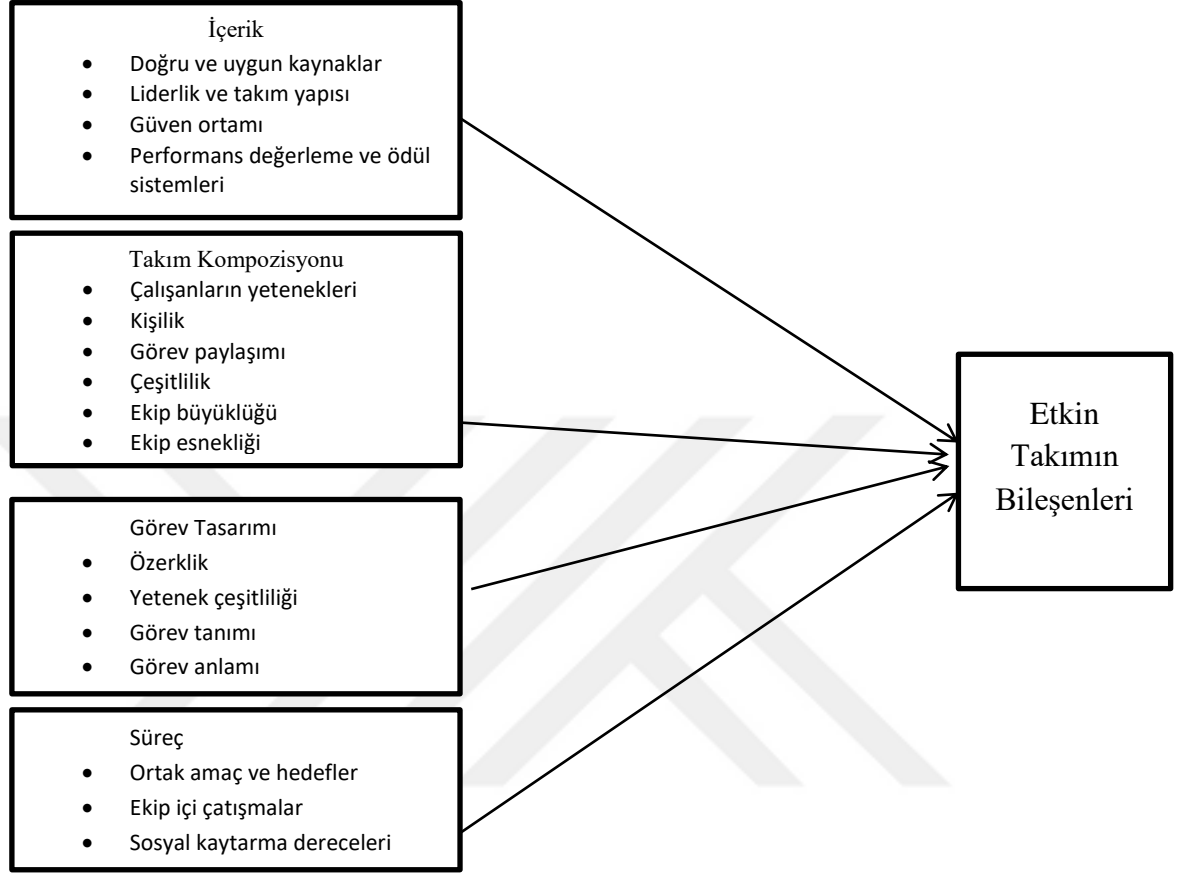 İçerik
• Doğru ve uygun kaynaklar
• Liderlik ve takım yapısı
• Güven ortamı
• Performans değerleme ve ödül
sistemleri
Takım Kompozisyonu
• Çalışanların yetenekleri
• Kişilik
• Görev paylaşımı
• Çeşitlilik
• Ekip büyüklüğü
• Ekip esnekliği
Görev Tasarımı
• Özerklik
• Yetenek çeşitliliği
• Görev tanımı
• Görev anlamı
Süreç
• Ortak amaç ve hedefler
• Ekip içi çatışmalar
• Sosyal kaytarma dereceleri
Etkin
Takımın
Bileşenleri